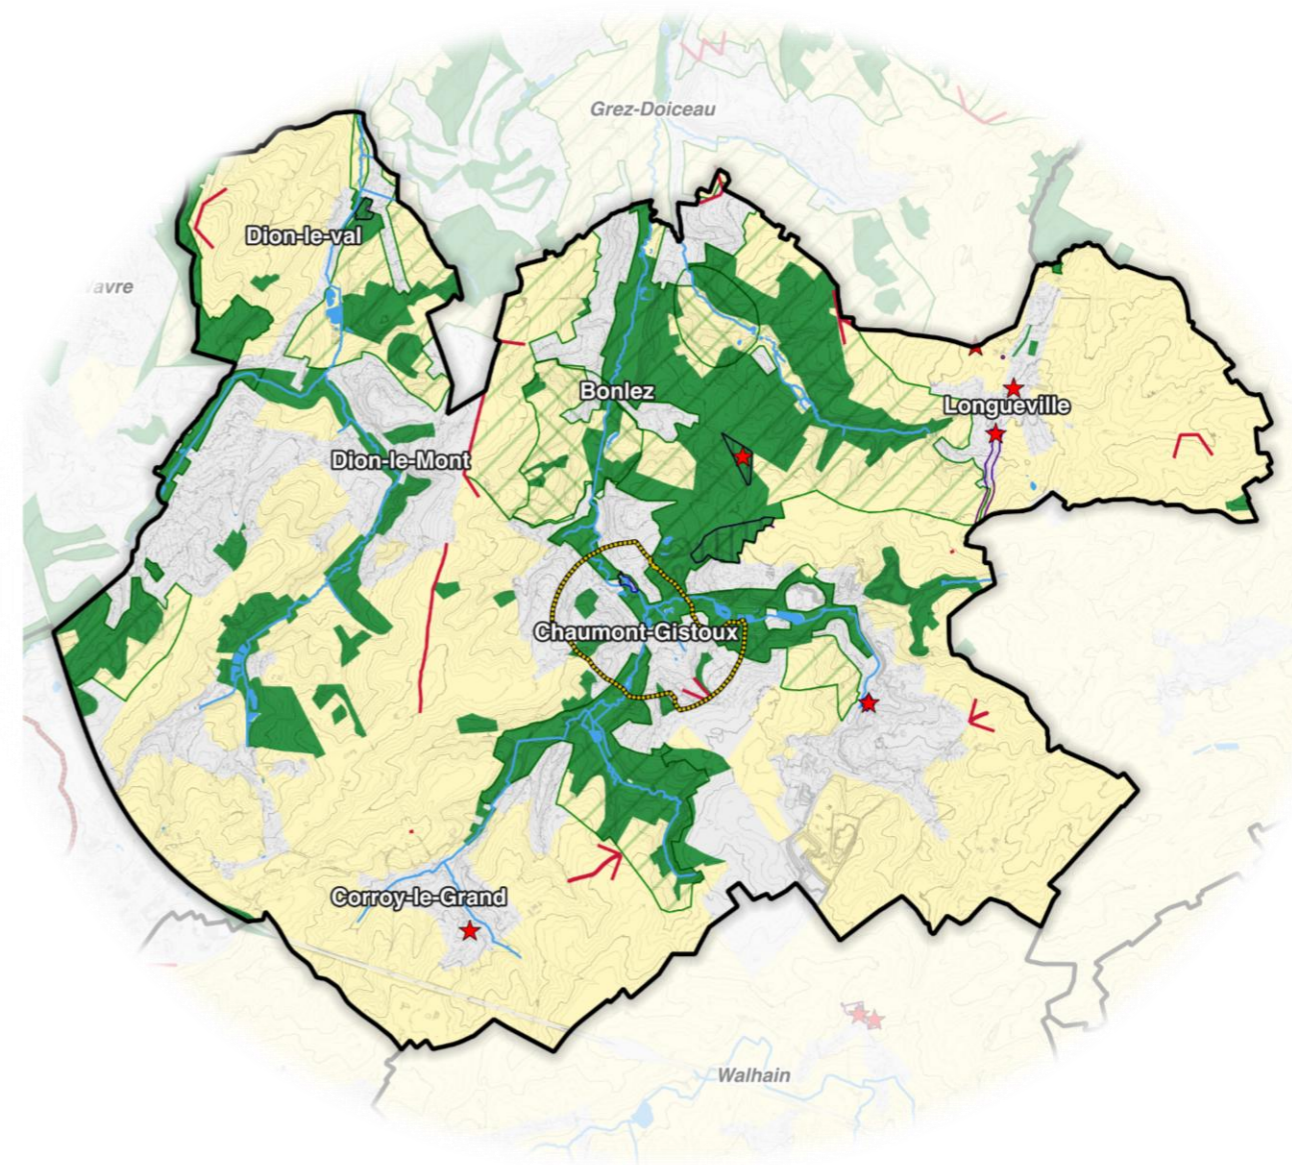 Grez-Doiceau
Dion-le-val
avre
Bonlez
Longueville
Dion-le-Mont
Chaumont-Gistoux
Corroy-le-Grand
Walhain